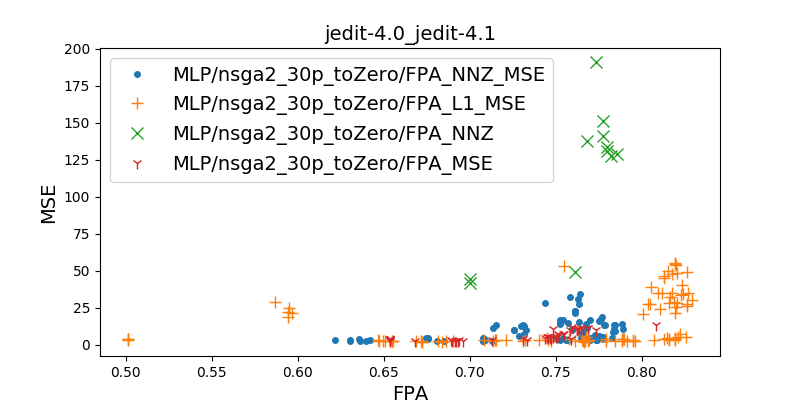 jedit-4.0_jedit-4.1
200
175
150
125
100
75
50
25
0
MSE
MLP/nsga2_30p_toZero/FPA_NNZ_MSE
MLP/nsga2_30p_toZero/FPA_L1_MSE
MLP/nsga2_30p_toZero/FPA_NNZ
MLP/nsga2_30p_toZero/FPA_MSE
0.50 0.55 0.60 0.65 0.70 0.75 0.80
FPA